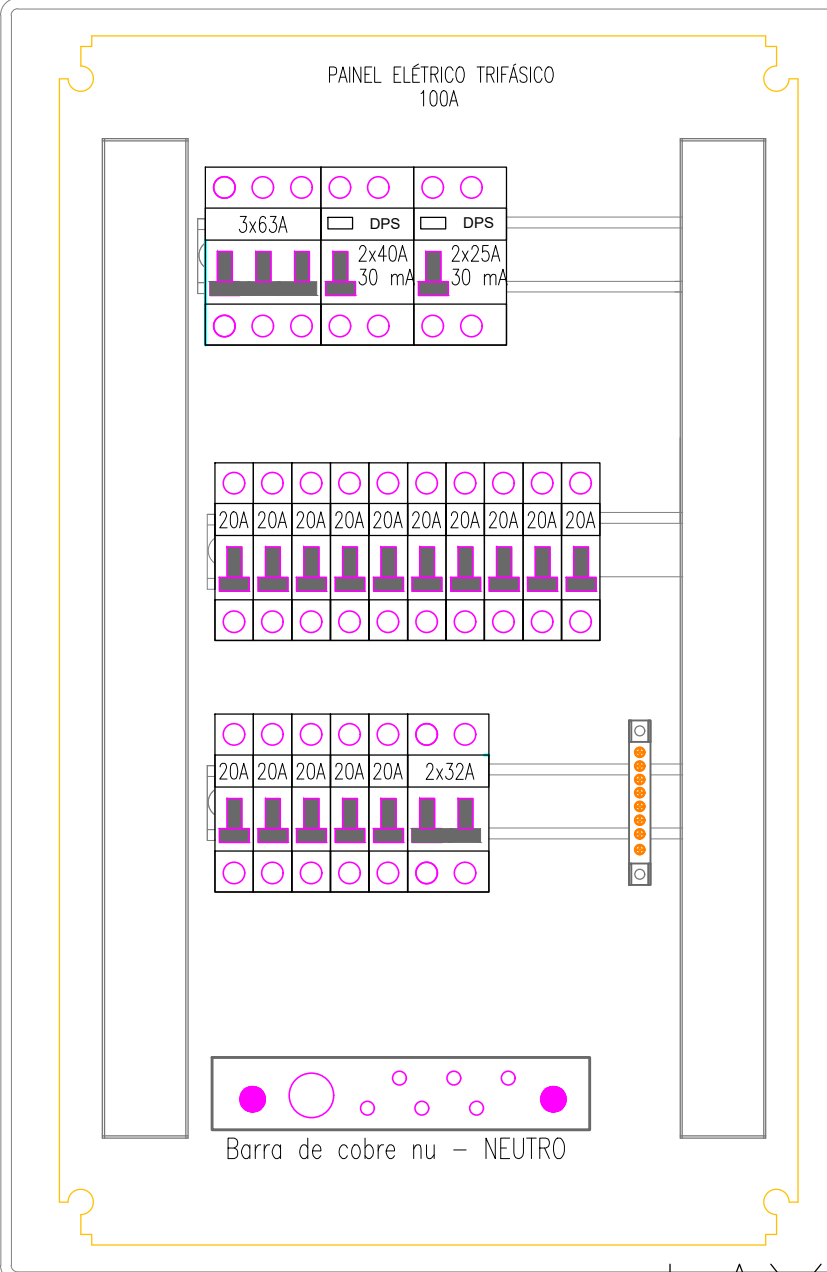 PAINEL ELÉTRICO TRIFÁSICO
100A
3x63A DPS DPS
2x40A 2x25A
30 mA 30 mA
20A 20A 20A 20A 20A 20A 20A 20A 20A 20A
20A 20A 20A 20A 20A 2x32A
Barra de cobre nu - NEUTRO